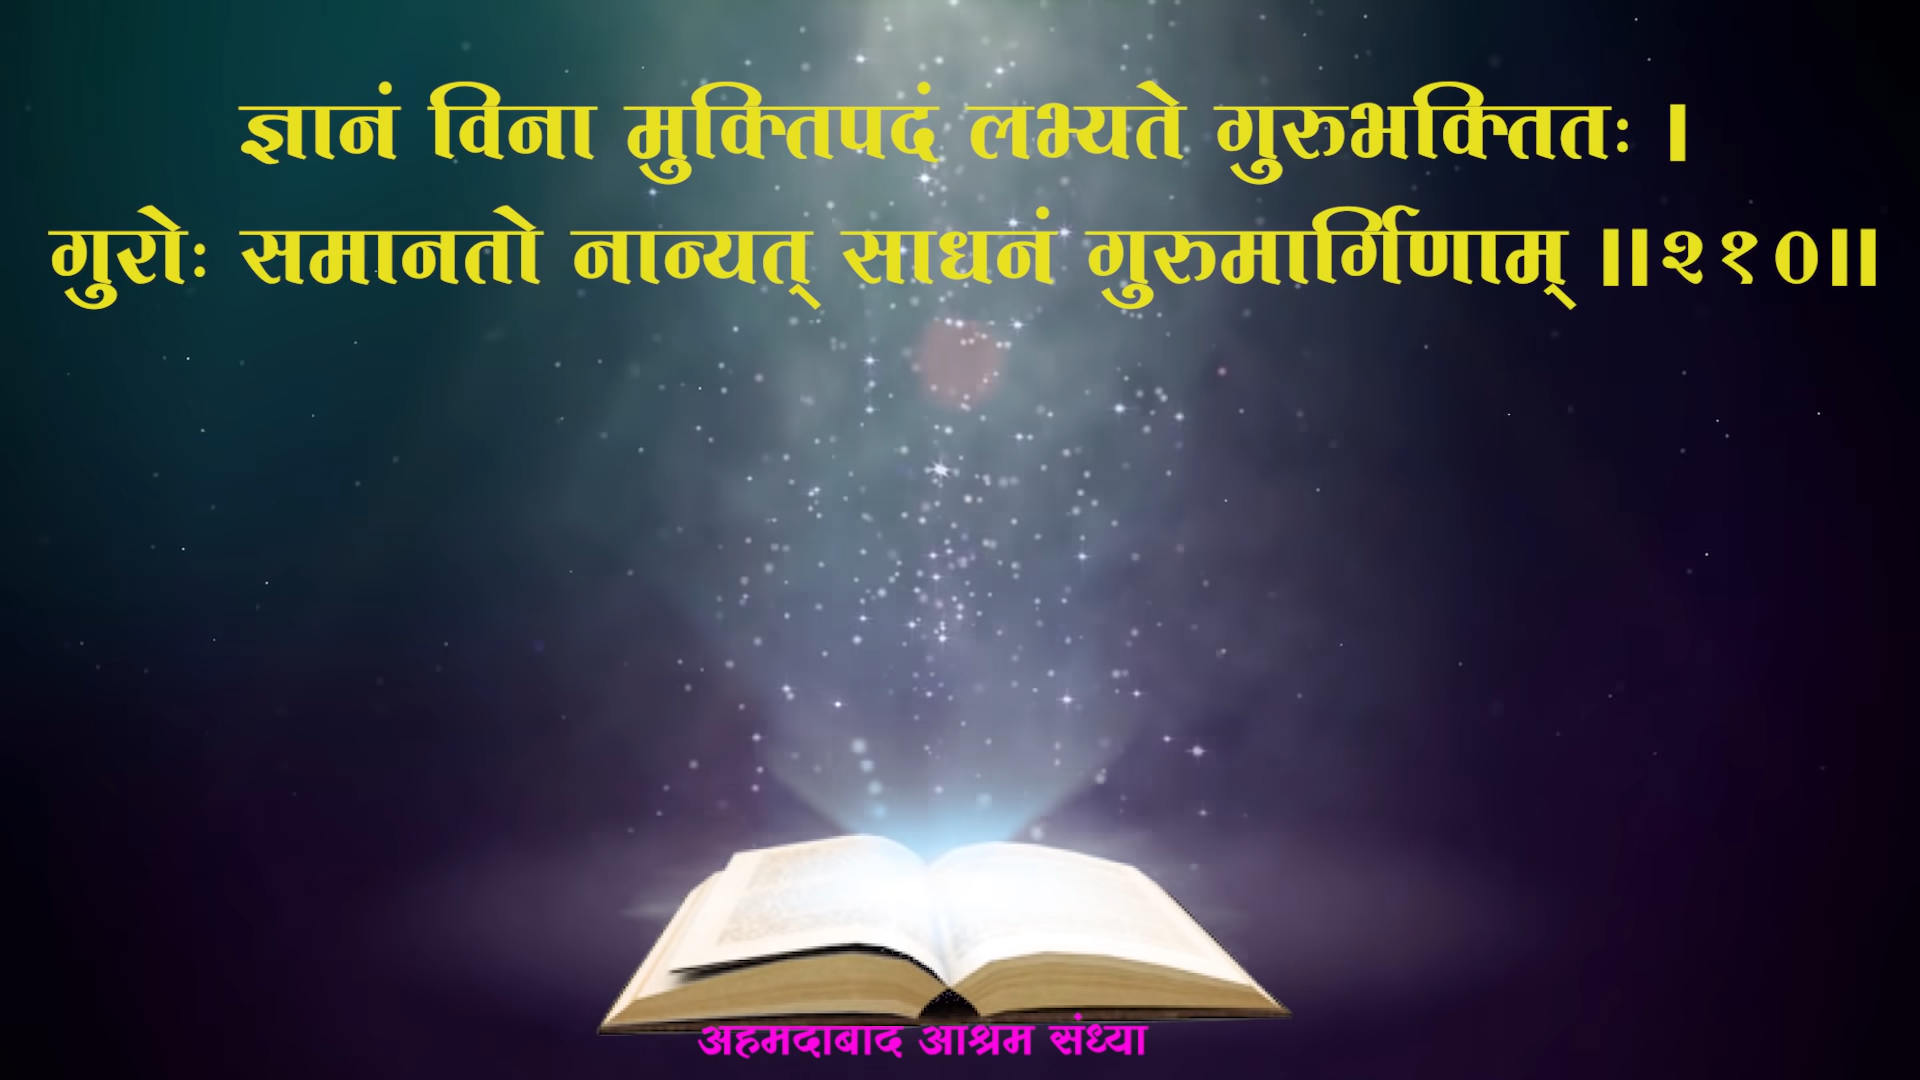 ज्ञानं विना मुक्तिपदं लभ्यते गुरुभक्तितः ।
गुरोः समानतो नान्यत् साधनं गुरुमार्गिणाम् ॥२१०॥
अहमदाबाद आश्रम संध्या